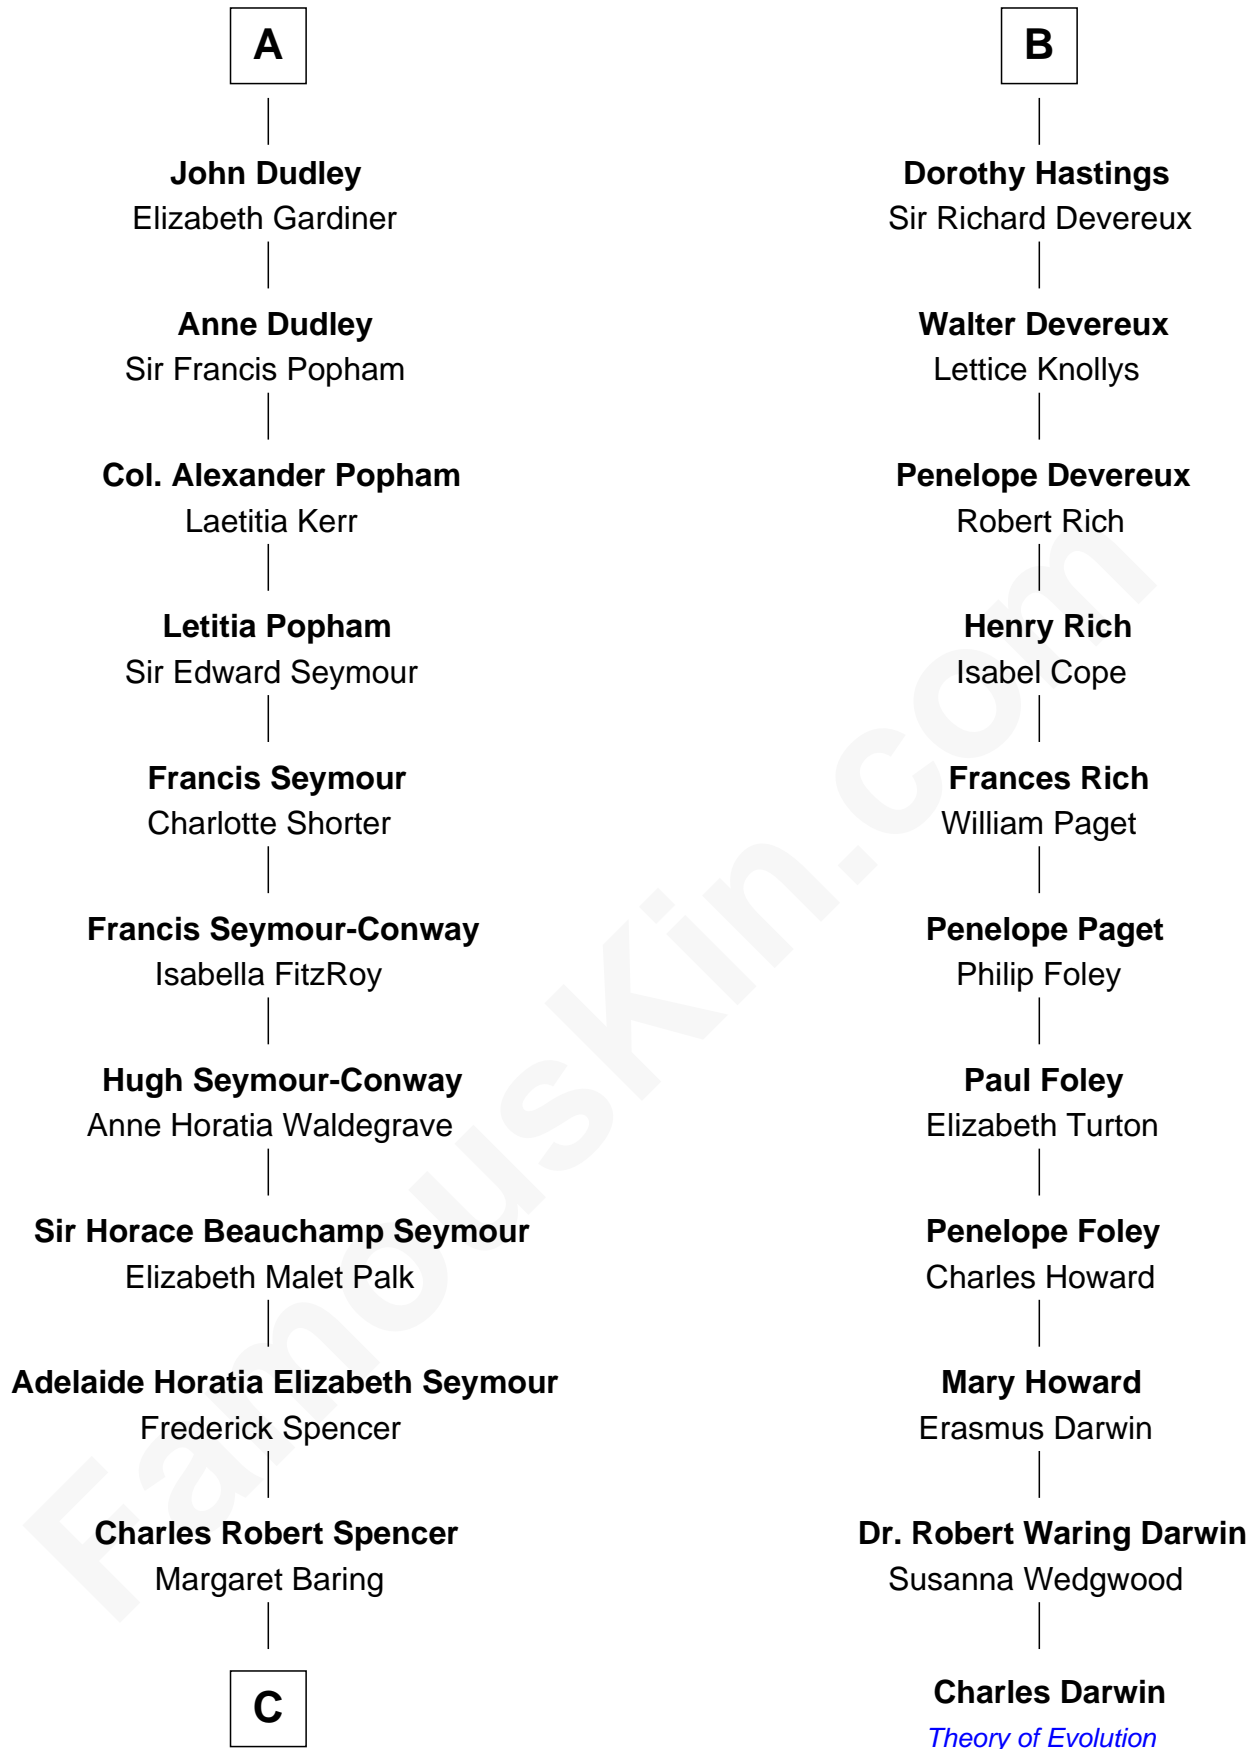 A
John Dudley
Elizabeth Gardiner
Anne Dudley
Sir Francis Popham
Col. Alexander Popham
Laetitia Kerr
Letitia Popham
Sir Edward Seymour
Francis Seymour
Charlotte Shorter
Francis Seymour-Conway
Isabella FitzRoy
Hugh Seymour-Conway
Anne Horatia Waldegrave
Sir Horace Beauchamp Seymour
Elizabeth Malet Palk
Adelaide Horatia Elizabeth Seymour
Frederick Spencer
Charles Robert Spencer
Margaret Baring
C
B
Dorothy Hastings
Sir Richard Devereux
Walter Devereux
Lettice Knollys
Penelope Devereux
Robert Rich
Henry Rich
Isabel Cope
Frances Rich
William Paget
Penelope Paget
Philip Foley
Paul Foley
Elizabeth Turton
Penelope Foley
Charles Howard
Mary Howard
Erasmus Darwin
Dr. Robert Waring Darwin
Susanna Wedgwood
Charles Darwin
Theory of Evolution
FamousKin.com